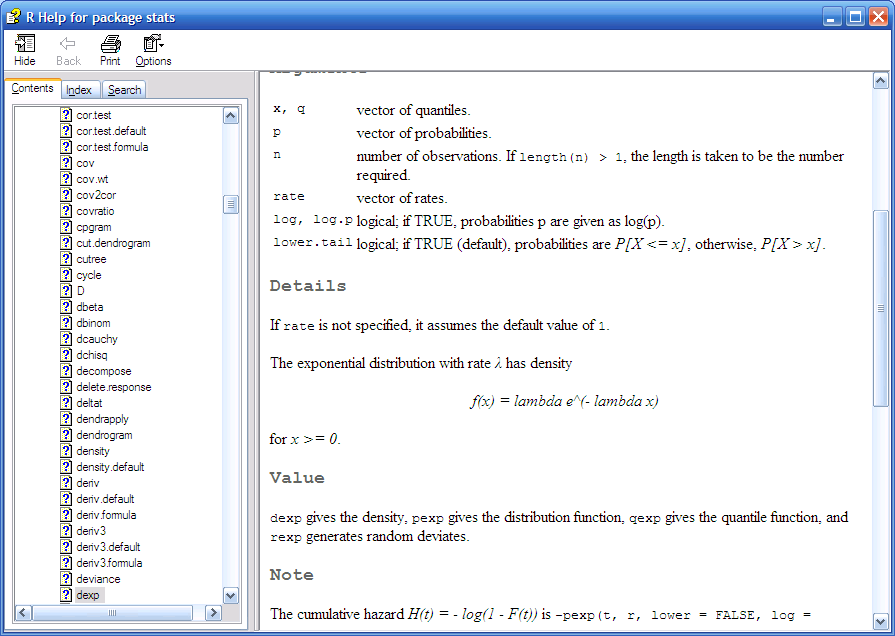 R Help for package stats
Hide Back Print Options
Contents Index Search
cor.test
cor.test.default
cor.test.formula
cov
cov.wt
cov2cor
covratio
cpgram
cut.dendrogram
cutree
cycle
D
dbeta
dbinom
dcauchy
dchisq
decompose
delete.response
deltat
dendrapply
dendrogram
density
density.default
deriv
deriv.default
deriv.formula
deriv3
deriv3.default
deriv3.formula
deviance
dexp
Arguments
x, q vector of quantiles.
p vector of probabilities.
n number of observations. If length(n) > 1, the length is taken to be the number
required.
rate vector of rates.
log, log.p logical; if TRUE, probabilities p are given as log(p).
lower.tail logical; if TRUE (default), probabilities are P[X <= x], otherwise, P[X > x].
Details
If rate is not specified, it assumes the default value of 1.
The exponential distribution with rate λ has density
f(x) = lambda e^(- lambda x)
for x >= 0.
Value
dexp gives the density, pexp gives the distribution function, qexp gives the quantile function, and
rexp generates random deviates.
Note
The cumulative hazard H(t) = - log(1 - F(t)) is -pexp(t, r, lower = FALSE, log =